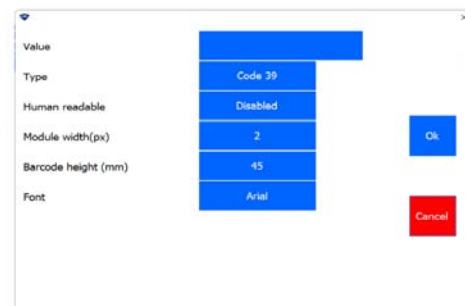 Value
Type Code 39
Human readable Disabled
Module width(px) 2
Ok
Barcode height (mm) 45
Font Arial
Cancel